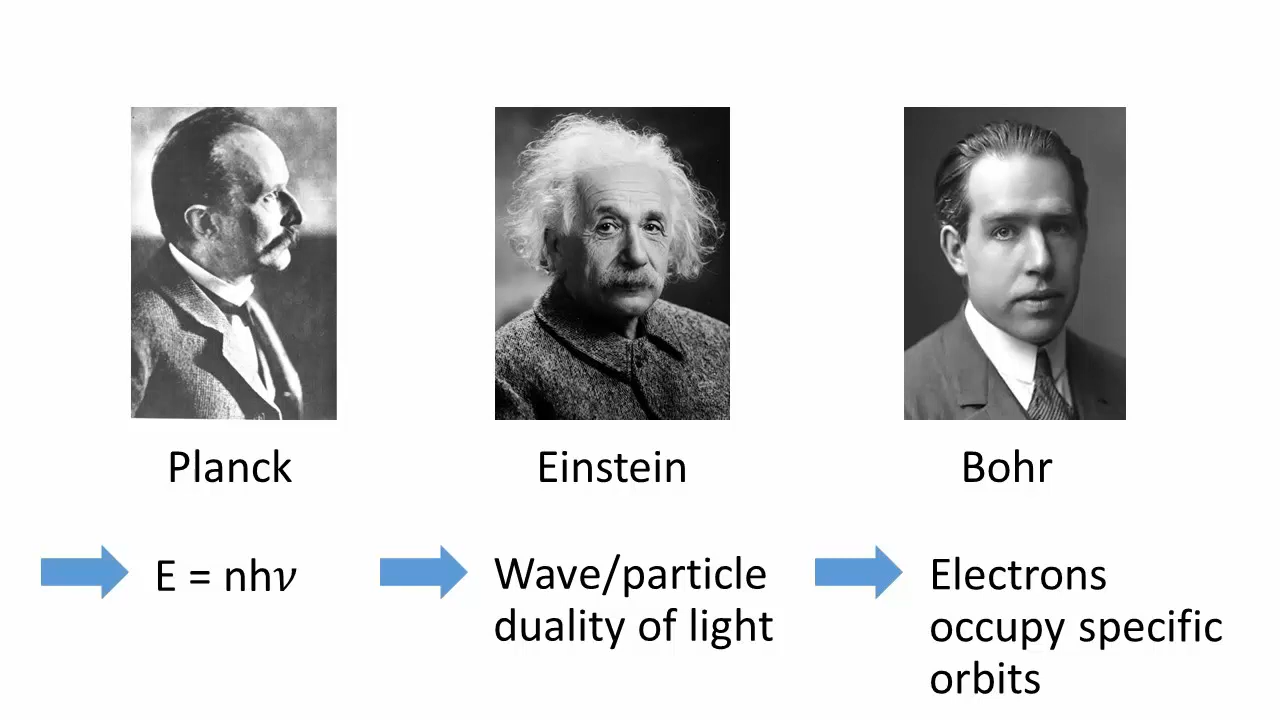 Planck
Einstein
Bohr
E = nhν
Wave/particle
duality of light
Electrons
occupy specific
orbits